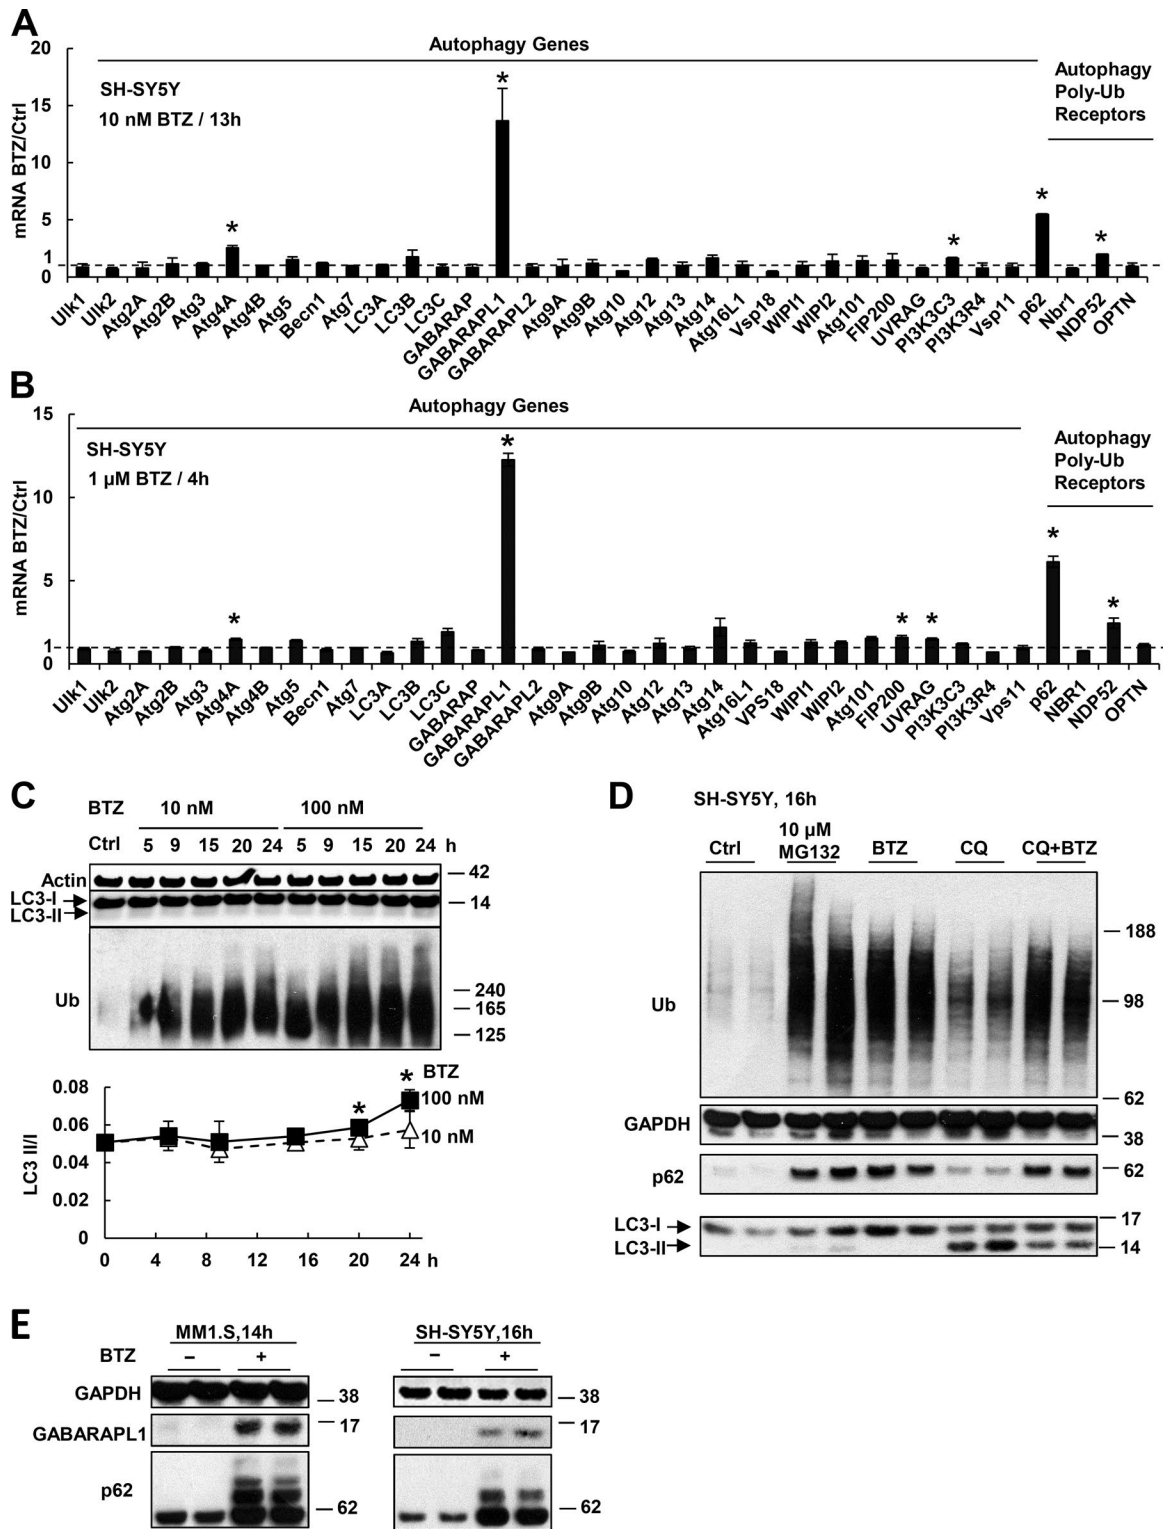 A
Autophagy Genes
SH-SY5Y
10 nM BTZ / 13h
Autophagy
Poly-Ub
Receptors
mRNA BTZ/Ctrl
20
15
10
5
1
0
*
*
*
*
*
Ulk1
Ulk2
Atg2A
Atg2B
Atg3
Atg4A
Atg4B
Atg5
Becn1
Atg7
LC3A
LC3B
LC3C
GABARAP
GABARAPL1
GABARAPL2
Atg9A
Atg9B
Atg10
Atg12
Atg13
Atg14
Atg16L1
Vsp18
WIPI1
WIPI2
Atg101
FIP200
UVRAG
PI3K3C3
PI3K3R4
Vsp11
p62
Nbr1
NDP52
OPTN
B
Autophagy Genes
SH-SY5Y
1 µM BTZ / 4h
Autophagy
Poly-Ub
Receptors
mRNA BTZ/Ctrl
15
10
5
1
0
*
*
*
*
*
*
Ulk1
Ulk2
Atg2A
Atg2B
Atg3
Atg4A
Atg4B
Atg5
Becn1
Atg7
LC3A
LC3B
LC3C
GABARAP
GABARAPL1
GABARAPL2
Atg9A
Atg9B
Atg10
Atg12
Atg13
Atg14
Atg16L1
VPS18
WIPI1
WIPI2
Atg101
FIP200
UVRAG
PI3K3C3
PI3K3R4
Vps11
p62
NBR1
NDP52
OPTN
C
BTZ 10 nM 100 nM
Ctrl 5 9 15 20 24 5 9 15 20 24 h
Actin 42
LC3-I 14
LC3-II
Ub
240
165
125
BTZ
100 nM
10 nM
* *
LC3 II/I
0.08
0.06
0.04
0.02
0
0 4 8 12 16 20 24 h
D
SH-SY5Y, 16h
Ctrl 10 µM MG132 BTZ CQ CQ+BTZ
188
Ub 98
62
GAPDH 38
p62 62
LC3-I 17
LC3-II 14
E
MM1.S,14h SH-SY5Y,16h
BTZ – + – +
GAPDH 38 38
GABARAPL1 17 17
p62 62 62